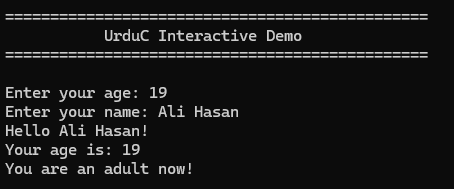 ===============================================
UrduC Interactive Demo
===============================================
Enter your age: 19
Enter your name: Ali Hasan
Hello Ali Hasan!
Your age is: 19
You are an adult now!